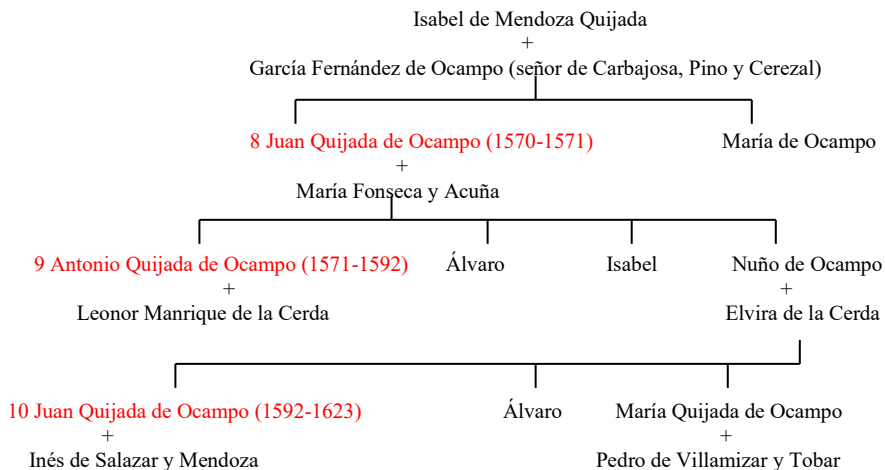 Isabel de Mendoza Quijada
+
García Fernández de Ocampo (señor de Carbajosa, Pino y Cerezal)
8 Juan Quijada de Ocampo (1570-1571) María de Ocampo
+
María Fonseca y Acuña
9 Antonio Quijada de Ocampo (1571-1592) Álvaro Isabel Nuño de Ocampo
+ +
Leonor Manrique de la Cerda Elvira de la Cerda
10 Juan Quijada de Ocampo (1592-1623) Álvaro María Quijada de Ocampo
+ +
Inés de Salazar y Mendoza Pedro de Villamizar y Tobar